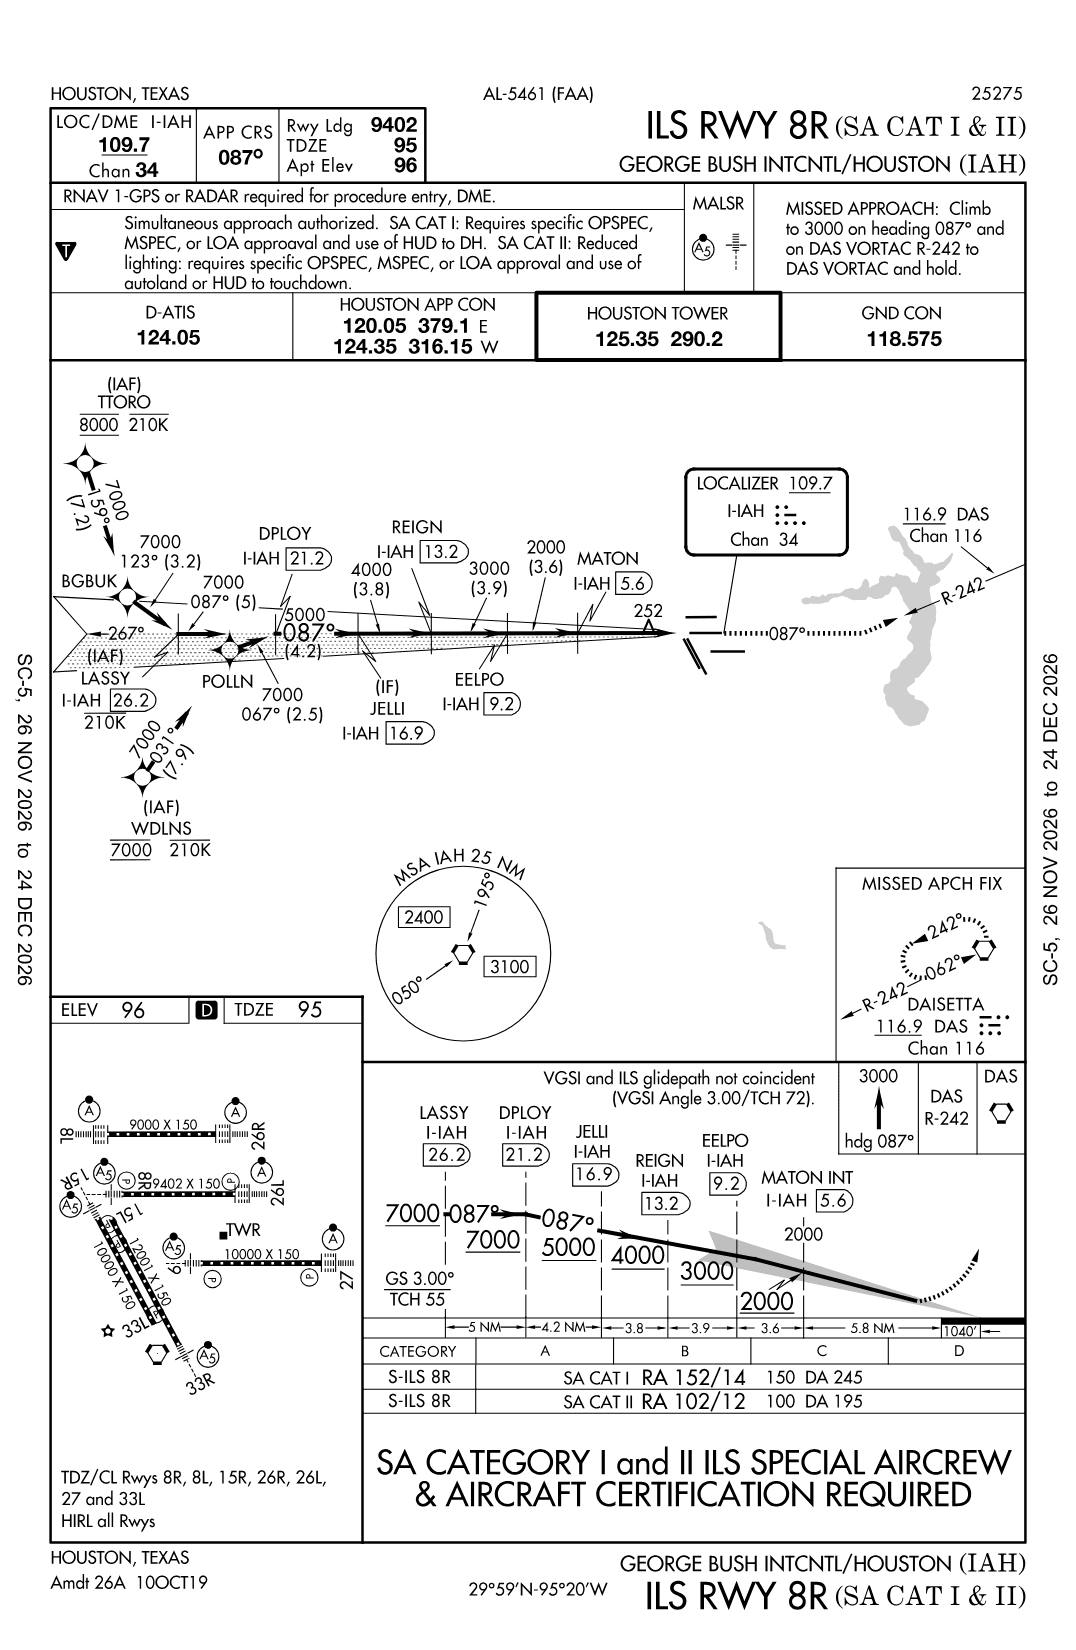 HOUSTON, TEXAS
AL-5461 (FAA)
25275
LOC/DME I-IAH
109.7
Chan 34
APP CRS
087°
Rwy Ldg 9402
TDZE 95
Apt Elev 96
ILS RWY 8R (SA CAT I & II)
GEORGE BUSH INTCNTL/HOUSTON (IAH)
RNAV 1-GPS or RADAR required for procedure entry, DME.
T
Simultaneous approach authorized. SA CAT I: Requires specific OPSPEC,
MSPEC, or LOA approaval and use of HUD to DH. SA CAT II: Reduced
lighting: requires specific OPSPEC, MSPEC, or LOA approval and use of
autoland or HUD to touchdown.
MALSR
A5
MISSED APPROACH: Climb
to 3000 on heading 087° and
on DAS VORTAC R-242 to
DAS VORTAC and hold.
D-ATIS
124.05
HOUSTON APP CON
120.05 379.1 E
124.35 316.15 W
HOUSTON TOWER
125.35 290.2
GND CON
118.575
(IAF)
TTORO
8000 210K
7000
159°
(7.2)
7000
123° (3.2)
BGBUK
7000
087° (5)
DPLOY
I-IAH 21.2
REIGN
I-IAH 13.2
4000
(3.8)
3000
(3.9)
2000
(3.6)
MATON
I-IAH 5.6
LOCALIZER 109.7
I-IAH
Chan 34
116.9 DAS
Chan 116
R-242
252
5000
087°
(4.2)
267°
087°
(IAF)
LASSY
I-IAH 26.2
210K
POLLN
7000
067° (2.5)
(IF)
JELLI
I-IAH 16.9
EELPO
I-IAH 9.2
7000
031°
(7.9)
(IAF)
WDLNS
7000 210K
SC-5, 26 NOV 2026 to 24 DEC 2026
SC-5, 26 NOV 2026 to 24 DEC 2026
MSA IAH 25 NM
195°
2400
3100
050°
MISSED APCH FIX
242°
062°
R-242
DAISETTA
116.9 DAS
Chan 116
ELEV 96
D
TDZE 95
A
A
8L
9000 X 150
26R
A5
15R
P
8R
9402 X 150
P
A
26L
A5
15L
P
P
TWR
A5
9
10000 X 150
P
P
A
27
10000 X 150
12001 X 150
P
33L
A5
33R
TDZ/CL Rwys 8R, 8L, 15R, 26R, 26L,
27 and 33L
HIRL all Rwys
VGSI and ILS glidepath not coincident
(VGSI Angle 3.00/TCH 72).
3000
hdg 087°
DAS
R-242
DAS
LASSY
I-IAH
26.2
DPLOY
I-IAH
21.2
JELLI
I-IAH
16.9
REIGN
I-IAH
13.2
EELPO
I-IAH
9.2
MATON INT
I-IAH 5.6
2000
7000
087°
7000
087°
5000
4000
3000
2000
GS 3.00°
TCH 55
5 NM
4.2 NM
3.8
3.9
3.6
5.8 NM
1040'
CATEGORY A B C D
S-ILS 8R SA CAT I RA 152/14 150 DA 245
S-ILS 8R SA CAT II RA 102/12 100 DA 195
SA CATEGORY I and II ILS SPECIAL AIRCREW
& AIRCRAFT CERTIFICATION REQUIRED
HOUSTON, TEXAS
Amdt 26A 10OCT19
29°59'N-95°20'W
GEORGE BUSH INTCNTL/HOUSTON (IAH)
ILS RWY 8R (SA CAT I & II)